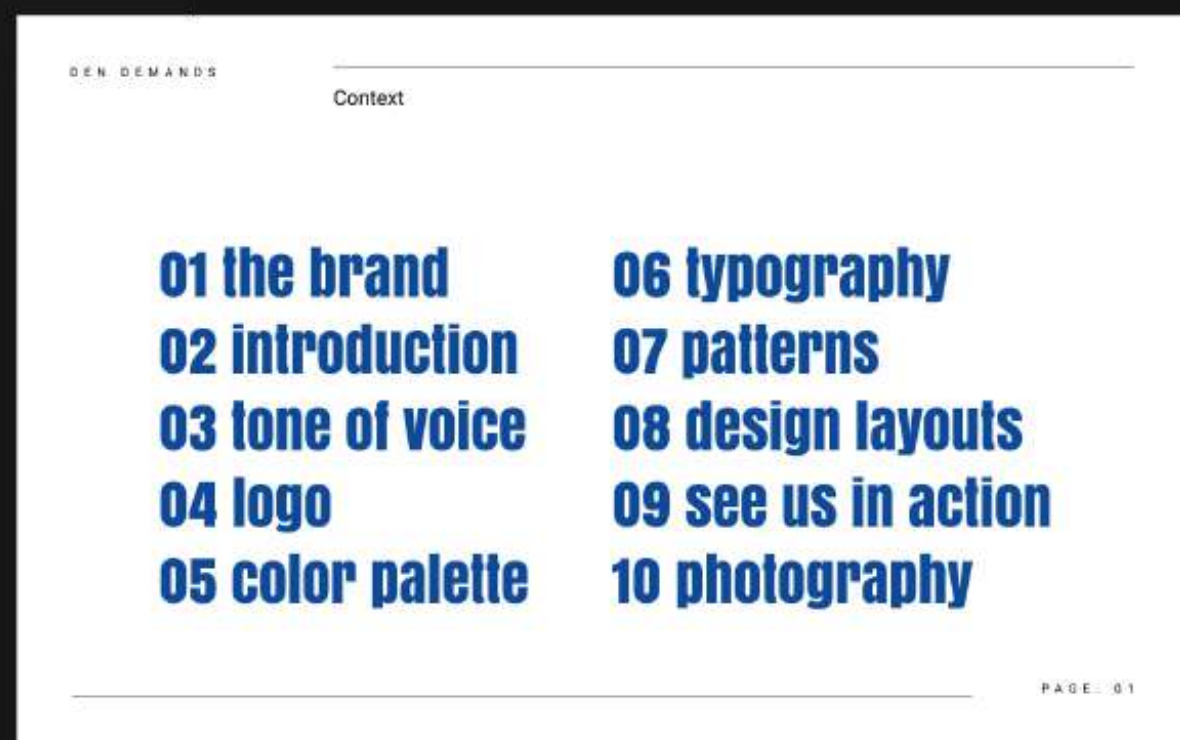 DEN DEMANDS
Context
01 the brand
02 introduction
03 tone of voice
04 logo
05 color palette
06 typography
07 patterns
08 design layouts
09 see us in action
10 photography
PAGE: 01